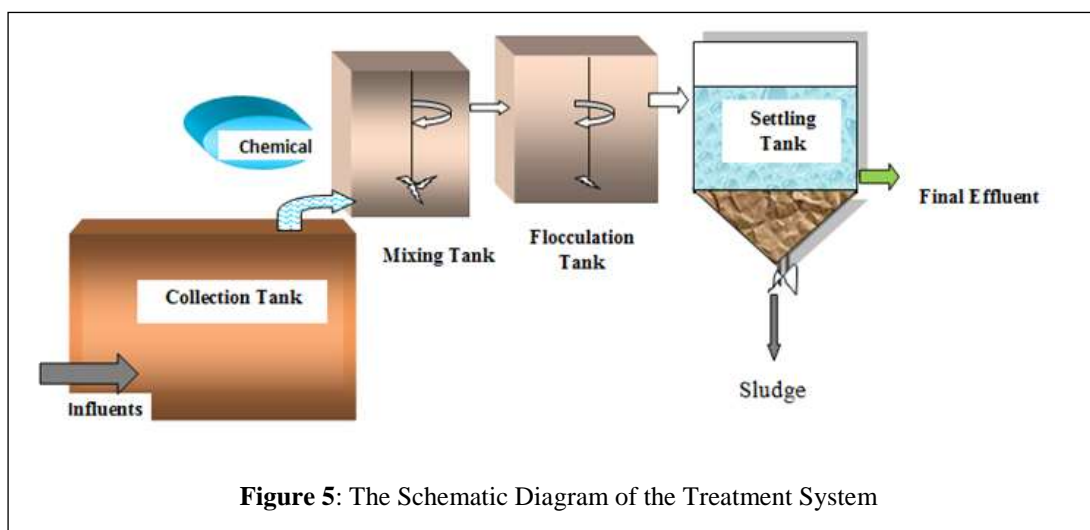 Chemical
Settling
Tank
Final Effluent
Mixing Tank
Flocculation
Tank
Collection Tank
Influents
Sludge
Figure 5: The Schematic Diagram of the Treatment System